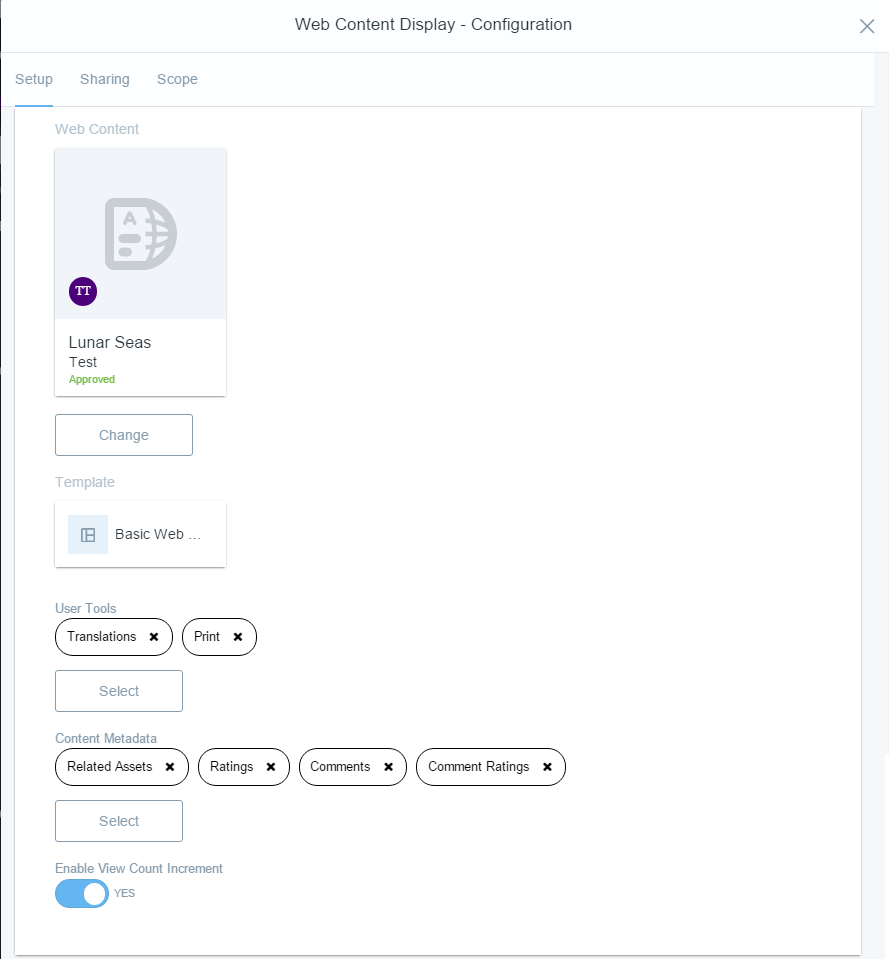 Web Content Display - Configuration
Setup Sharing Scope
Web Content
A
TT
Lunar Seas
Test
Approved
Change
Template
Basic Web ...
User Tools
Translations Print
Select
Content Metadata
Related Assets Ratings Comments Comment Ratings
Select
Enable View Count Increment
YES